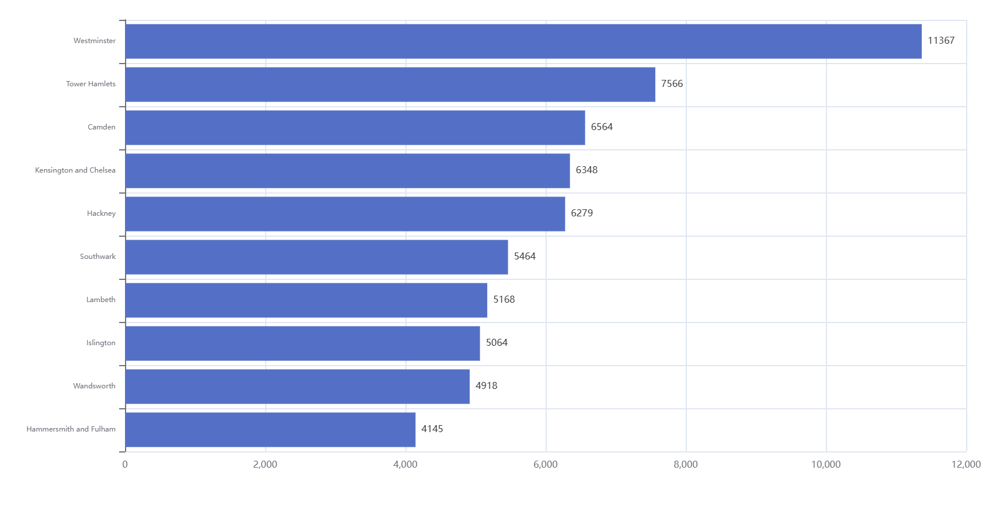 Westminster 11367
Tower Hamlets 7566
Camden 6564
Kensington and Chelsea 6348
Hackney 6279
Southwark 5464
Lambeth 5168
Islington 5064
Wandsworth 4918
Hammersmith and Fulham 4145
0 2,000 4,000 6,000 8,000 10,000 12,000